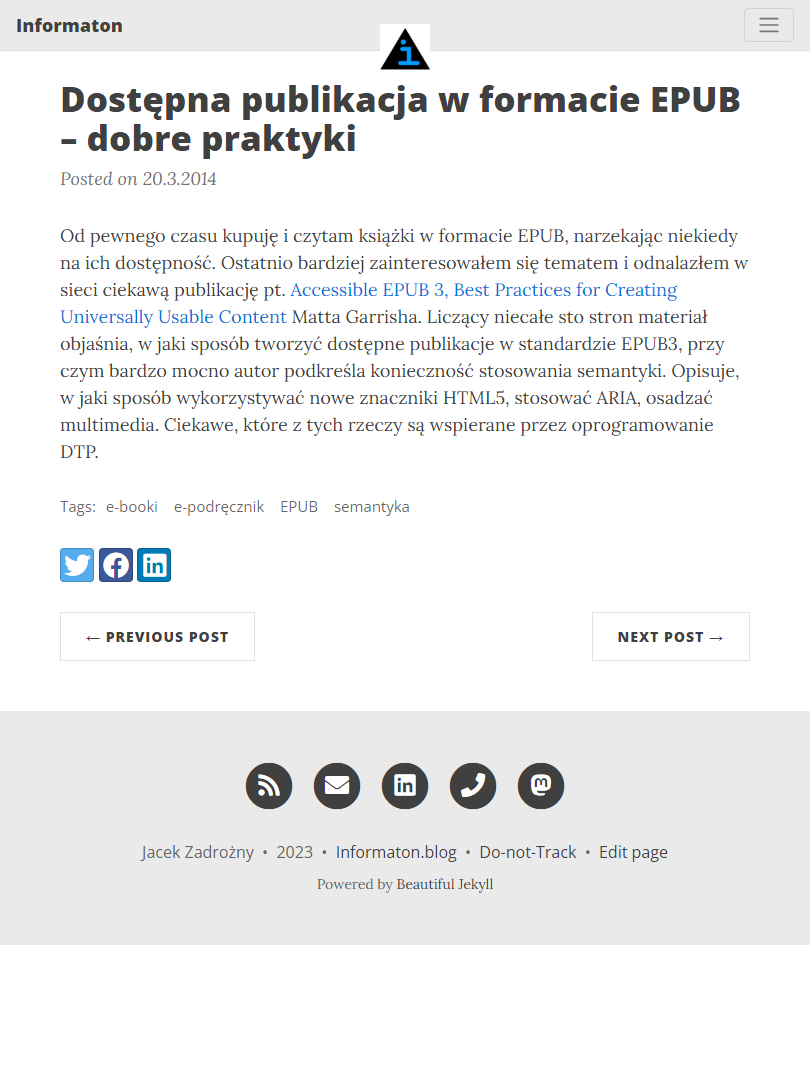 Informaton
i
Dostępna publikacja w formacie EPUB
– dobre praktyki
Posted on 20.3.2014
Od pewnego czasu kupuję i czytam książki w formacie EPUB, narzekając niekiedy
na ich dostępność. Ostatnio bardziej zainteresowałem się tematem i odnalazłem w
sieci ciekawą publikację pt. Accessible EPUB 3, Best Practices for Creating
Universally Usable Content Matta Garrisha. Liczący niecałe sto stron materiał
objaśnia, w jaki sposób tworzyć dostępne publikacje w standardzie EPUB3, przy
czym bardzo mocno autor podkreśla konieczność stosowania semantyki. Opisuje,
w jaki sposób wykorzystywać nowe znaczniki HTML5, stosować ARIA, osadzać
multimedia. Ciekawe, które z tych rzeczy są wspierane przez oprogramowanie
DTP.
Tags: e-booki e-podręcznik EPUB semantyka
← PREVIOUS POST
NEXT POST →
Jacek Zadrożny • 2023 • Informaton.blog • Do-not-Track • Edit page
Powered by Beautiful Jekyll